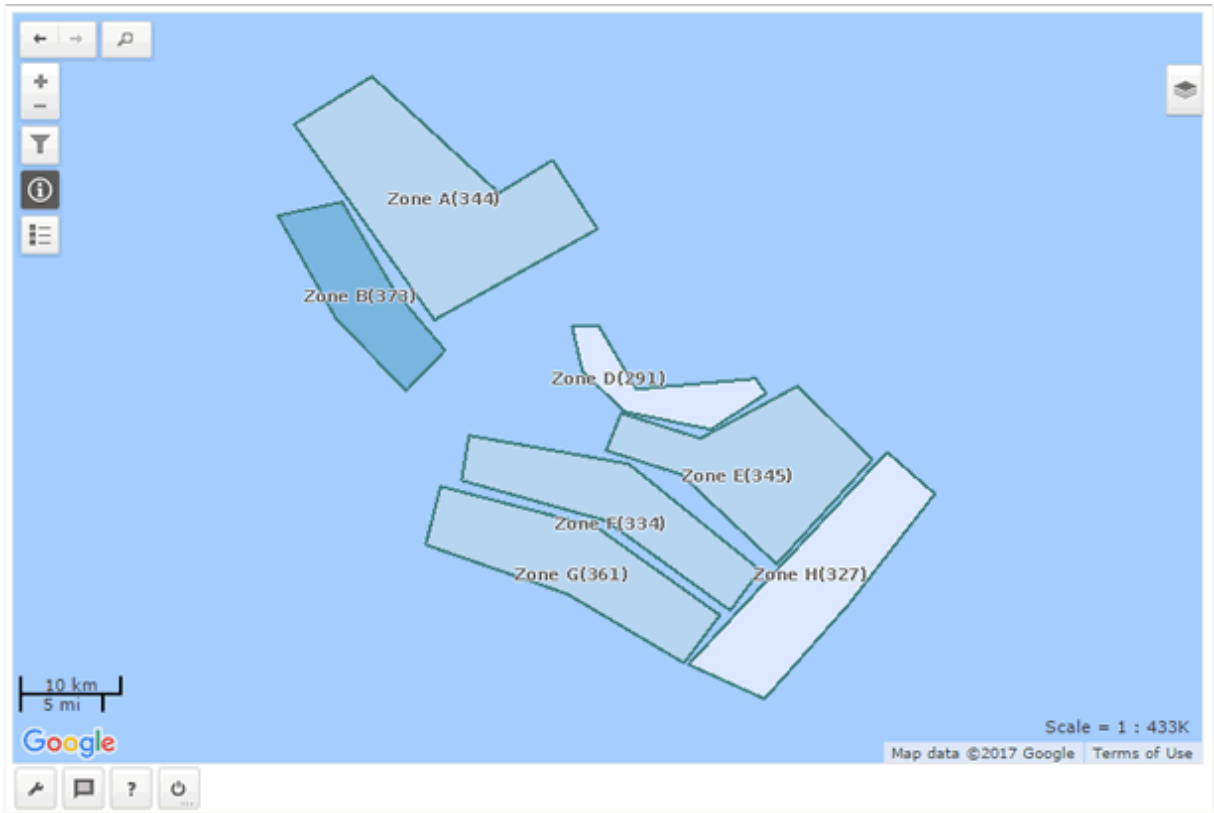 Zone A(344)
Zone B(373)
Zone D(291)
Zone E(345)
Zone F(334)
Zone G(361)
Zone H(327)
10 km
5 mi
Google
Scale = 1 : 433K
Map data ©2017 Google Terms of Use
?